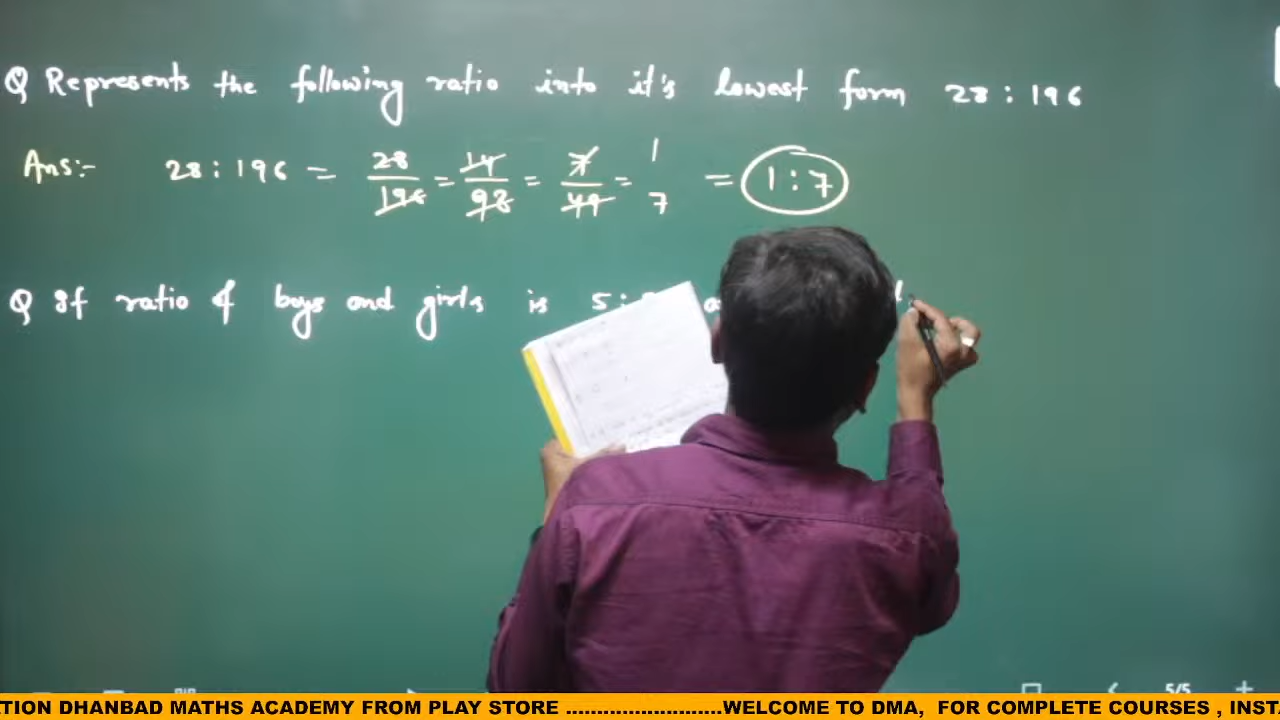 Q Represents the following ratio into it's lowest form 28 : 196
Ans:- 28 : 196 = 28/196 = 14/98 = 7/49 = 1/7 = 1 : 7
Q If ratio of boys and girls is 5 :
5/5
TION DHANBAD MATHS ACADEMY FROM PLAY STORE ........................WELCOME TO DMA, FOR COMPLETE COURSES , INST